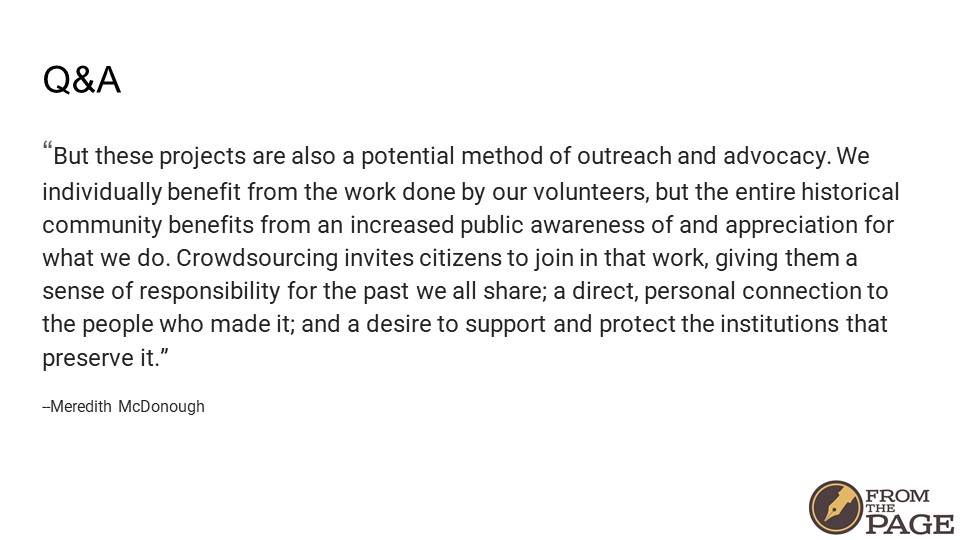 Q&A
“But these projects are also a potential method of outreach and advocacy. We
individually benefit from the work done by our volunteers, but the entire historical
community benefits from an increased public awareness of and appreciation for
what we do. Crowdsourcing invites citizens to join in that work, giving them a
sense of responsibility for the past we all share; a direct, personal connection to
the people who made it; and a desire to support and protect the institutions that
preserve it.”
--Meredith McDonough
FROM
THE
PAGE